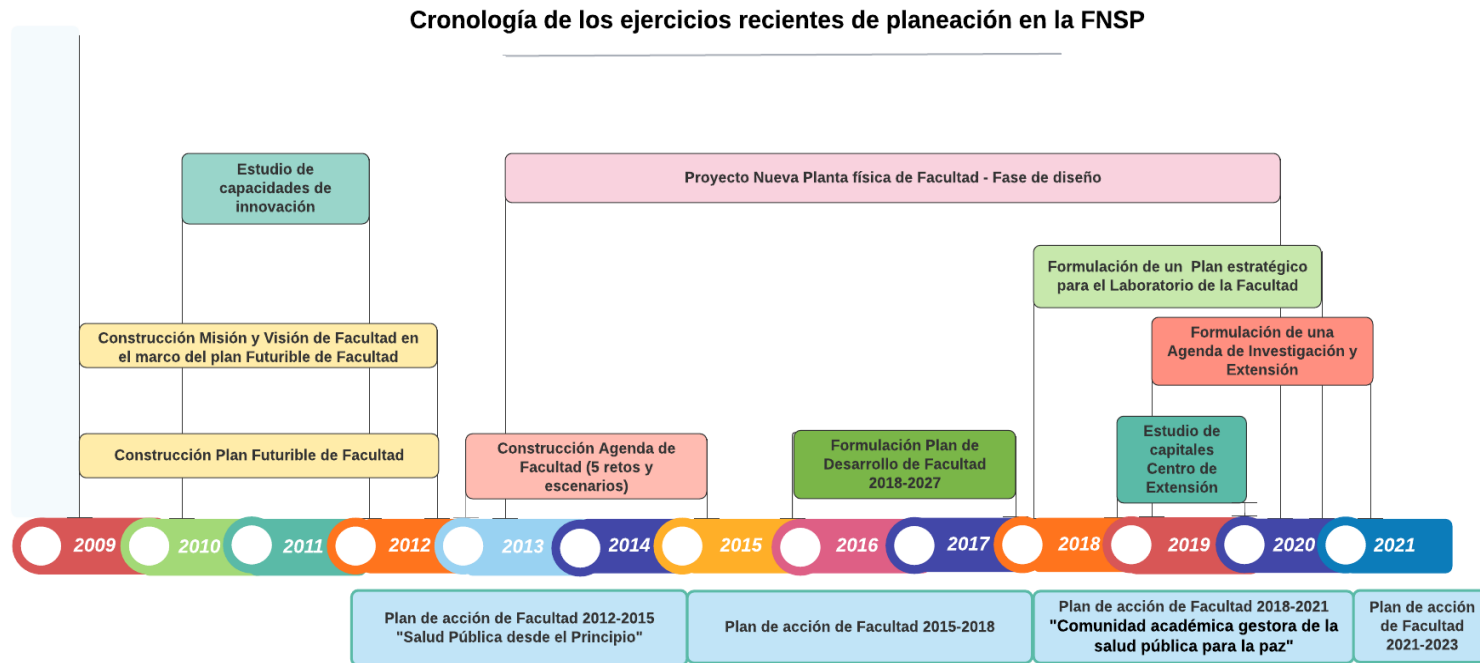 Cronología de los ejercicios recientes de planeación en la FNSP
Estudio de
capacidades de
innovación
Proyecto Nueva Planta física de Facultad - Fase de diseño
Formulación de un Plan estratégico
para el Laboratorio de la Facultad
Construcción Misión y Visión de Facultad en
el marco del plan Futurible de Facultad
Formulación de una
Agenda de Investigación y
Extensión
Construcción Plan Futurible de Facultad
Construcción Agenda de
Facultad (5 retos y
escenarios)
Formulación Plan de
Desarrollo de Facultad
2018-2027
Estudio de
capitales
Centro de
Extensión
2009
2010
2011
2012
2013
2014
2015
2016
2017
2018
2019
2020
2021
Plan de acción de Facultad 2012-2015
"Salud Pública desde el Principio"
Plan de acción de Facultad 2015-2018
Plan de acción de Facultad 2018-2021
"Comunidad académica gestora de la
salud pública para la paz"
Plan de acción
de Facultad
2021-2023